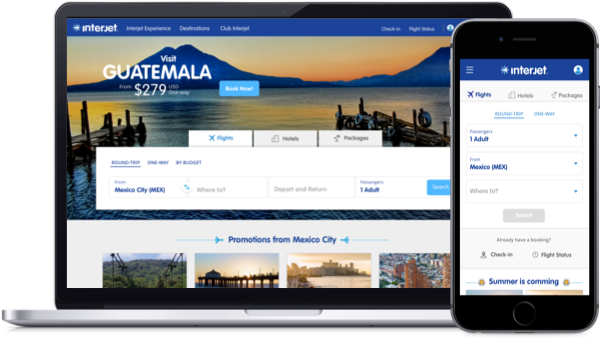 interjet
Interjet Experience
Destinations
Club Interjet
Check-in
Flight Status
Visit
GUATEMALA
From
$279
USD
One-way
Book Now!
Flights
Hotels
Packages
ROUND-TRIP
ONE-WAY
BY BUDGET
From:
Mexico City (MEX)
Where to?
Depart and Return
Passengers
1 Adult
Search
Promotions from Mexico City
interjet
Flights
Hotels
Packages
ROUND-TRIP
ONE-WAY
Passengers
1 Adult
From
Mexico (MEX)
Where to?
Search
Already have a booking?
Check-in
Flight Status
Summer is comming